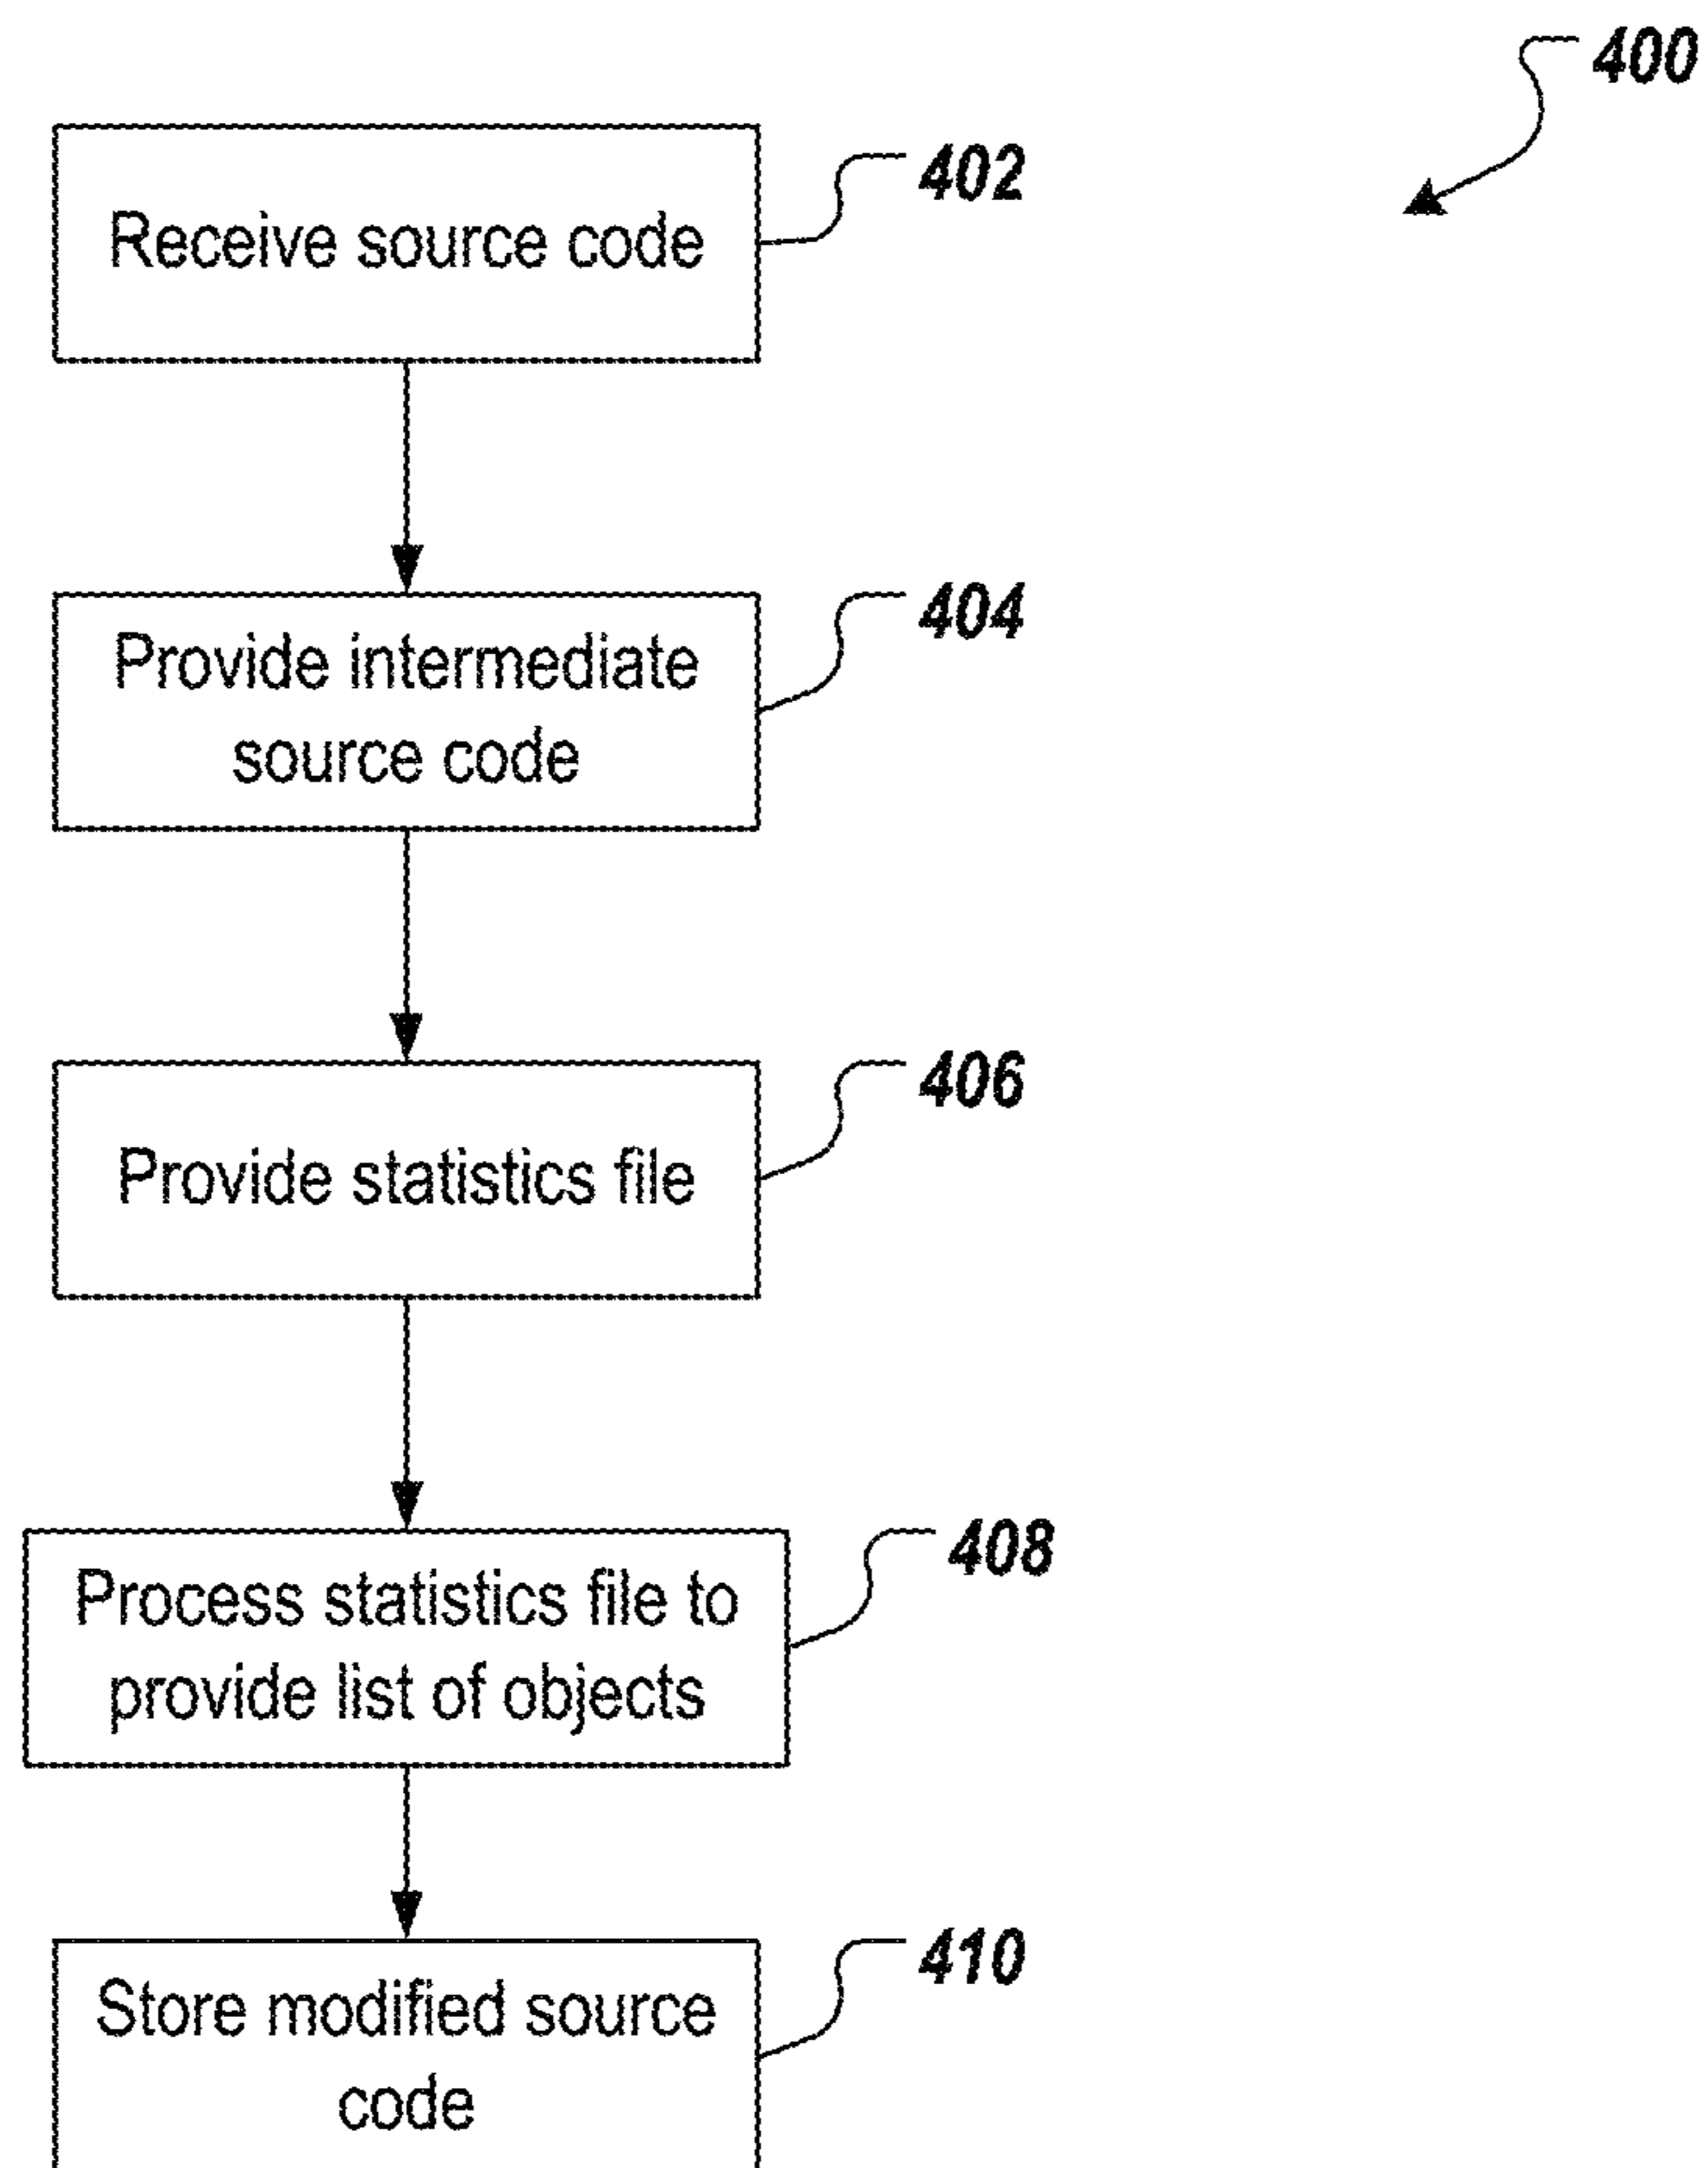 400
Receive source code
402
Provide intermediate
source code
404
Provide statistics file
406
Process statistics file to
provide list of objects
408
Store modified source
code
410